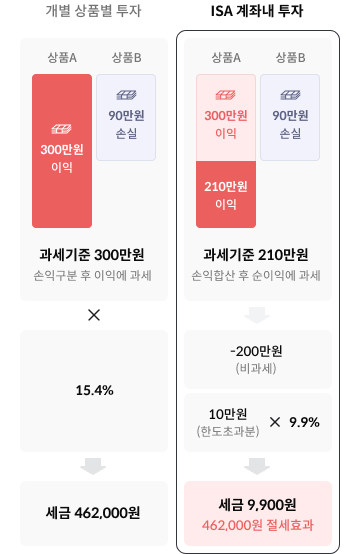 개별 상품별 투자
상품A
상품B
300만원
이익
90만원
손실
과세기준 300만원
손익구분 후 이익에 과세
×
15.4%
세금 462,000원
ISA 계좌내 투자
상품A
상품B
300만원
이익
210만원
이익
90만원
손실
과세기준 210만원
손익합산 후 순이익에 과세
-200만원
(비과세)
10만원
(한도초과분)
× 9.9%
세금 9,900원
462,000원 절세효과